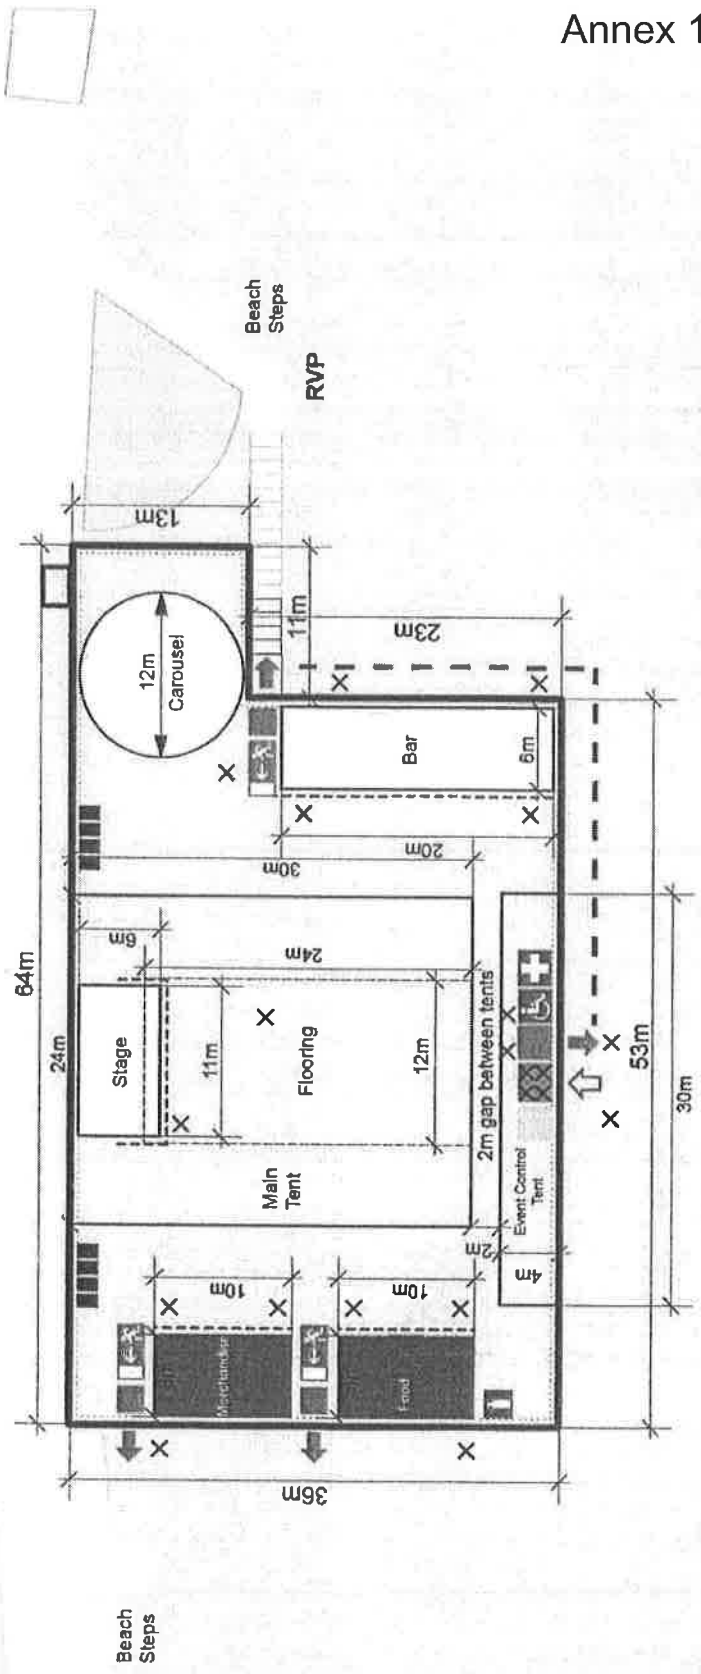 Annex 1
Beach
Steps
RVP
13m
11m
23m
12m
Carousel
Bar
6m
20m
30m
64m
24m
6m
24m
Stage
11m
Flooring
12m
2m gap between tents
Main
Tent
Event Control
Tent
53m
30m
2m
4m
10m
10m
Merchandise
Food
36m
Beach
Steps